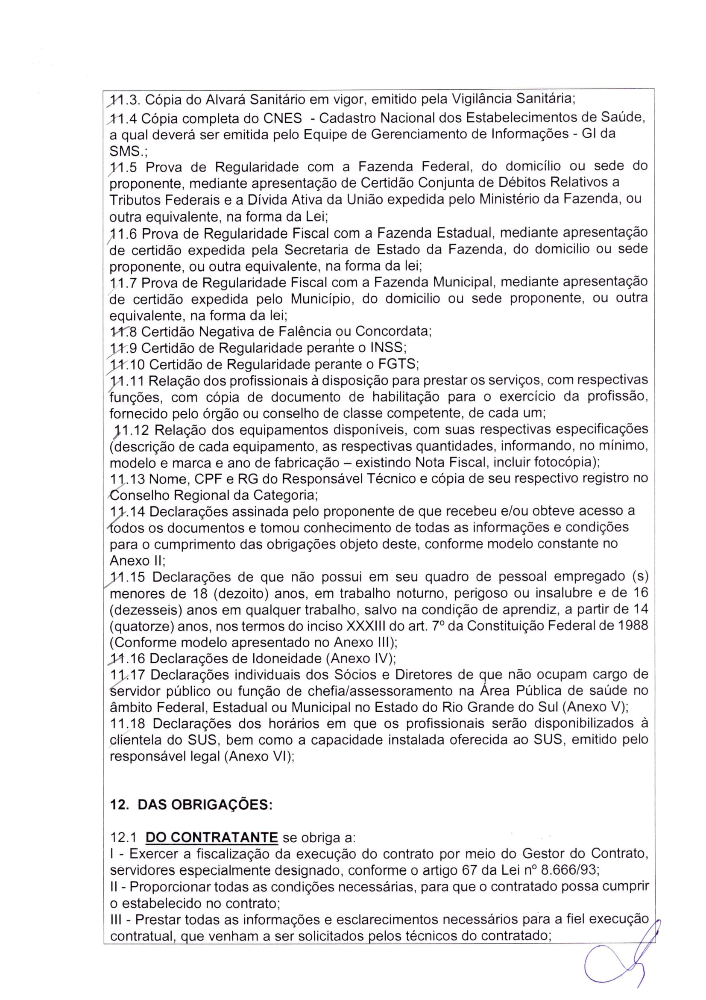 11.3. Cópia do Alvará Sanitário em vigor, emitido pela Vigilância Sanitária;
11.4 Cópia completa do CNES - Cadastro Nacional dos Estabelecimentos de Saúde,
a qual deverá ser emitida pelo Equipe de Gerenciamento de Informações - GI da
SMS.;
11.5 Prova de Regularidade com a Fazenda Federal, do domicílio ou sede do
proponente, mediante apresentação de Certidão Conjunta de Débitos Relativos a
Tributos Federais e a Dívida Ativa da União expedida pelo Ministério da Fazenda, ou
outra equivalente, na forma da Lei;
11.6 Prova de Regularidade Fiscal com a Fazenda Estadual, mediante apresentação
de certidão expedida pela Secretaria de Estado da Fazenda, do domicilio ou sede
proponente, ou outra equivalente, na forma da lei;
11.7 Prova de Regularidade Fiscal com a Fazenda Municipal, mediante apresentação
de certidão expedida pelo Município, do domicilio ou sede proponente, ou outra
equivalente, na forma da lei;
11.8 Certidão Negativa de Falência ou Concordata;
11.9 Certidão de Regularidade perante o INSS;
11.10 Certidão de Regularidade perante o FGTS;
11.11 Relação dos profissionais à disposição para prestar os serviços, com respectivas
funções, com cópia de documento de habilitação para o exercício da profissão,
fornecido pelo órgão ou conselho de classe competente, de cada um;
11.12 Relação dos equipamentos disponíveis, com suas respectivas especificações
(descrição de cada equipamento, as respectivas quantidades, informando, no mínimo,
modelo e marca e ano de fabricação – existindo Nota Fiscal, incluir fotocópia);
11.13 Nome, CPF e RG do Responsável Técnico e cópia de seu respectivo registro no
Conselho Regional da Categoria;
11.14 Declarações assinada pelo proponente de que recebeu e/ou obteve acesso a
todos os documentos e tomou conhecimento de todas as informações e condições
para o cumprimento das obrigações objeto deste, conforme modelo constante no
Anexo II;
11.15 Declarações de que não possui em seu quadro de pessoal empregado (s)
menores de 18 (dezoito) anos, em trabalho noturno, perigoso ou insalubre e de 16
(dezesseis) anos em qualquer trabalho, salvo na condição de aprendiz, a partir de 14
(quatorze) anos, nos termos do inciso XXXIII do art. 7º da Constituição Federal de 1988
(Conforme modelo apresentado no Anexo III);
11.16 Declarações de Idoneidade (Anexo IV);
11.17 Declarações individuais dos Sócios e Diretores de que não ocupam cargo de
servidor público ou função de chefia/assessoramento na Área Pública de saúde no
âmbito Federal, Estadual ou Municipal no Estado do Rio Grande do Sul (Anexo V);
11.18 Declarações dos horários em que os profissionais serão disponibilizados à
clientela do SUS, bem como a capacidade instalada oferecida ao SUS, emitido pelo
responsável legal (Anexo VI);
12. DAS OBRIGAÇÕES:
12.1 DO CONTRATANTE se obriga a:
I - Exercer a fiscalização da execução do contrato por meio do Gestor do Contrato,
servidores especialmente designado, conforme o artigo 67 da Lei nº 8.666/93;
II - Proporcionar todas as condições necessárias, para que o contratado possa cumprir
o estabelecido no contrato;
III - Prestar todas as informações e esclarecimentos necessários para a fiel execução
contratual, que venham a ser solicitados pelos técnicos do contratado;